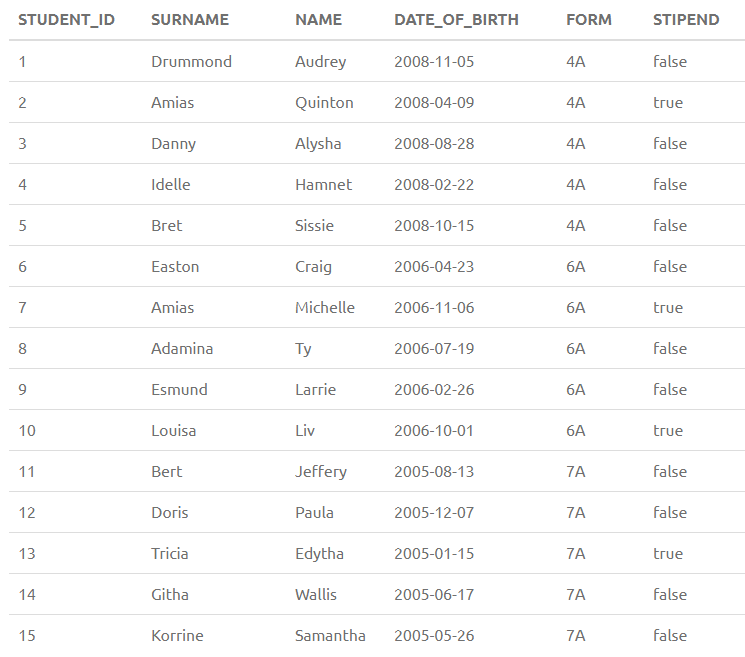 STUDENT_ID SURNAME NAME DATE_OF_BIRTH FORM STIPEND
1 Drummond Audrey 2008-11-05 4A false
2 Amias Quinton 2008-04-09 4A true
3 Danny Alysha 2008-08-28 4A false
4 Idelle Hamnet 2008-02-22 4A false
5 Bret Sissie 2008-10-15 4A false
6 Easton Craig 2006-04-23 6A false
7 Amias Michelle 2006-11-06 6A true
8 Adamina Ty 2006-07-19 6A false
9 Esmund Larrie 2006-02-26 6A false
10 Louisa Liv 2006-10-01 6A true
11 Bert Jeffery 2005-08-13 7A false
12 Doris Paula 2005-12-07 7A false
13 Tricia Edytha 2005-01-15 7A true
14 Githa Wallis 2005-06-17 7A false
15 Korrine Samantha 2005-05-26 7A false